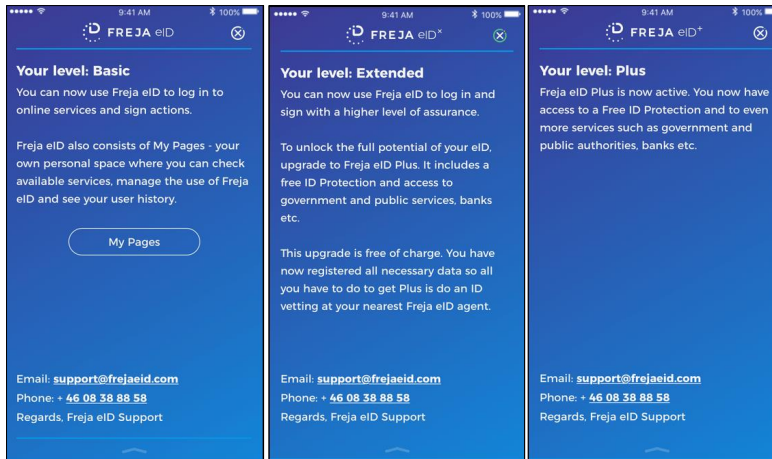 9:41 AM
100%
FREJA eID
Your level: Basic
You can now use Freja eID to log in to
online services and sign actions.
Freja eID also consists of My Pages - your
own personal space where you can check
available services, manage the use of Freja
eID and see your user history.
My Pages
Email: support@frejaeid.com
Phone: + 46 08 38 88 58
Regards, Freja eID Support
9:41 AM
100%
FREJA eID×
Your level: Extended
You can now use Freja eID to log in and
sign with a higher level of assurance.
To unlock the full potential of your eID,
upgrade to Freja eID Plus. It includes a
free ID Protection and access to
government and public services, banks
etc.
This upgrade is free of charge. You have
now registered all necessary data so all
you have to do to get Plus is do an ID
vetting at your nearest Freja eID agent.
Email: support@frejaeid.com
Phone: + 46 08 38 88 58
Regards, Freja eID Support
9:41 AM
100%
FREJA eID+
Your level: Plus
Freja eID Plus is now active. You now have
access to a Free ID Protection and to even
more services such as government and
public authorities, banks etc.
Email: support@frejaeid.com
Phone: + 46 08 38 88 58
Regards, Freja eID Support